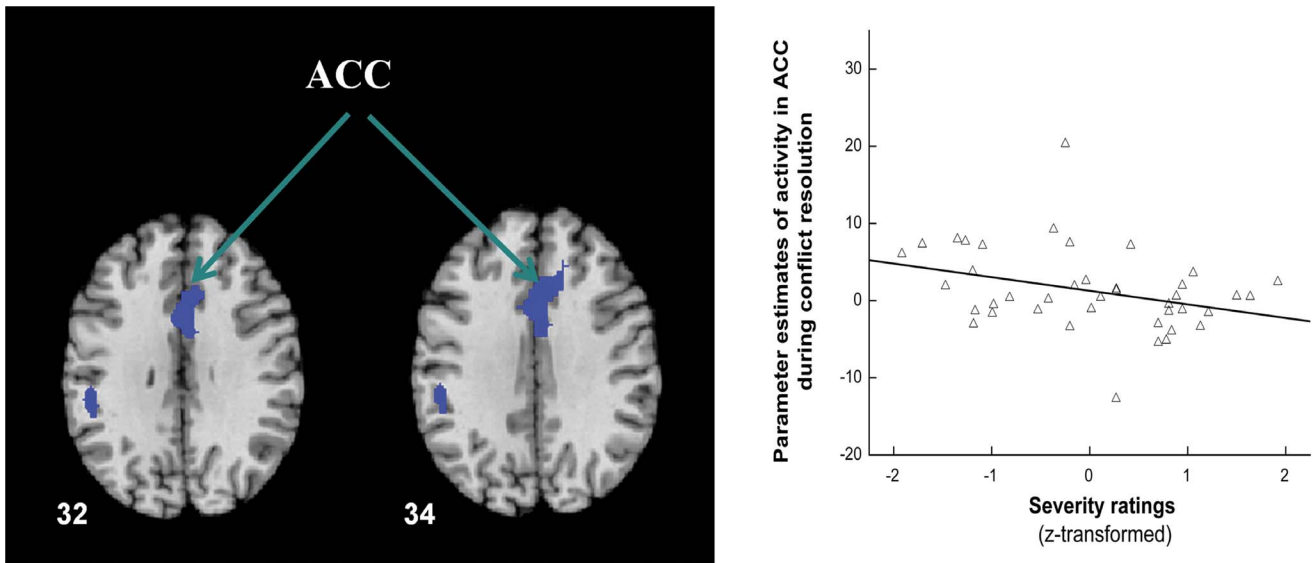 ACC
32
34
Parameter estimates of activity in ACC
during conflict resolution
30
20
10
0
-10
-20
-2
-1
0
1
2
Severity ratings
(z-transformed)